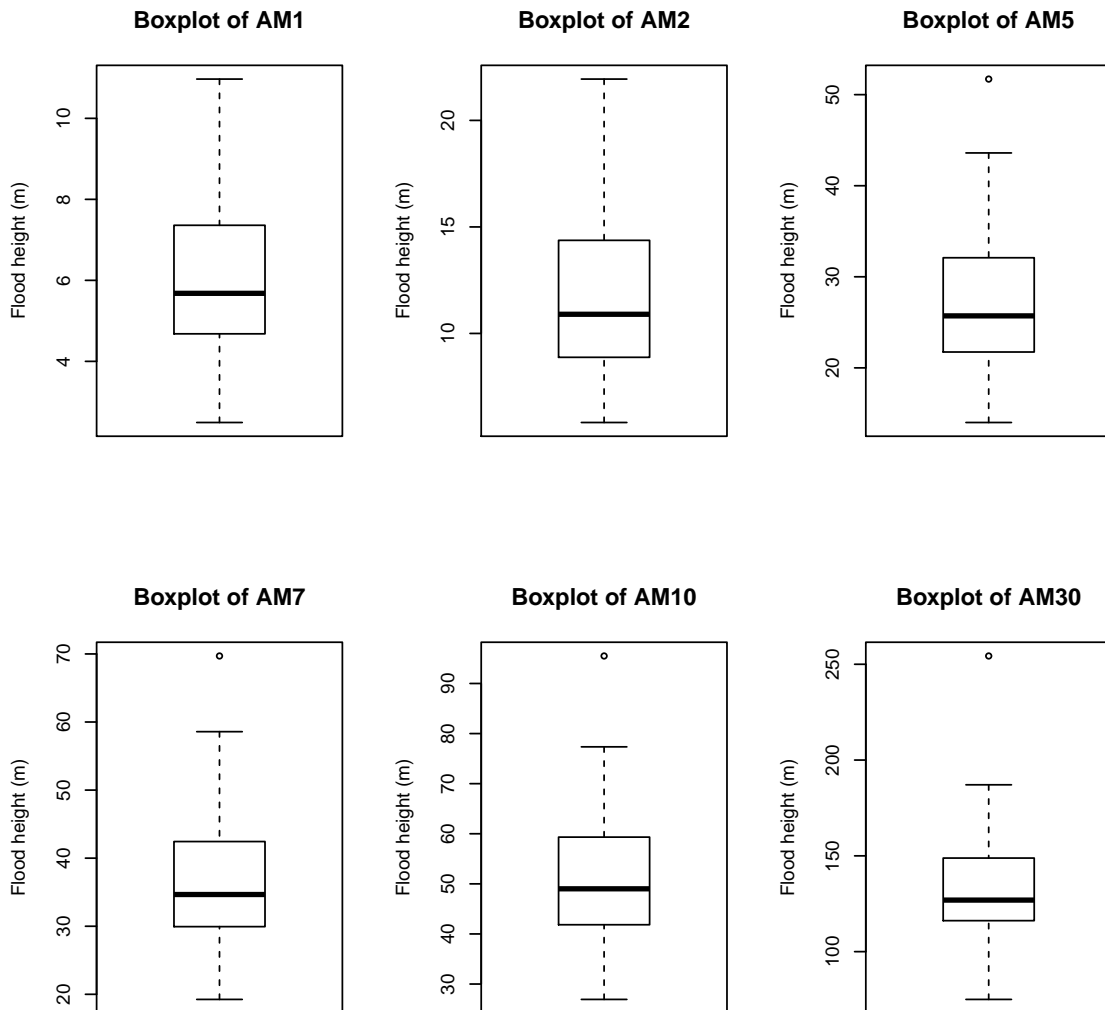 Boxplot of AM1
Flood height (m)
10
8
6
4
Boxplot of AM2
Flood height (m)
20
15
10
Boxplot of AM5
Flood height (m)
50
40
30
20
Boxplot of AM7
Flood height (m)
70
60
50
40
30
20
Boxplot of AM10
Flood height (m)
90
80
70
60
50
40
30
Boxplot of AM30
Flood height (m)
250
200
150
100